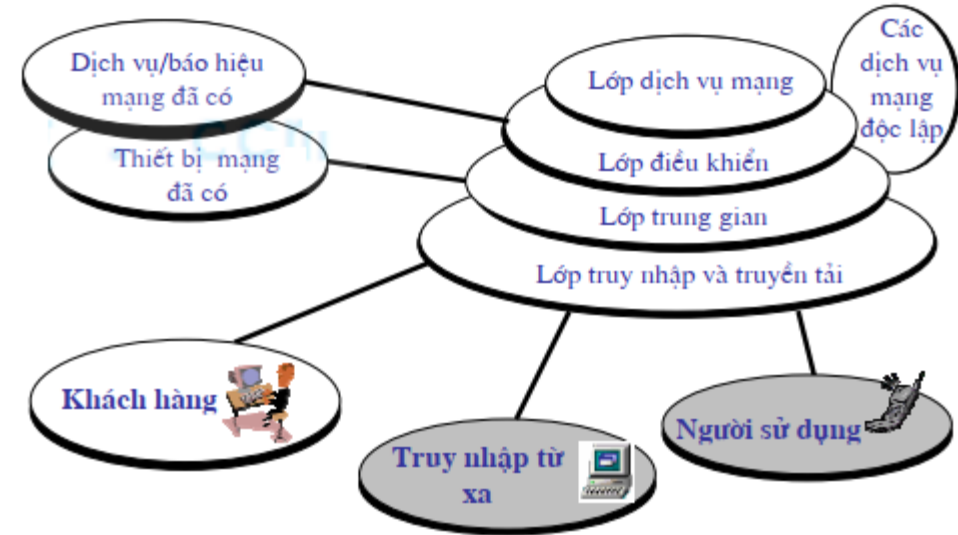 Dịch vụ/báo hiệu
mạng đã có
Thiết bị mạng
đã có
Lớp dịch vụ mạng
Lớp điều khiển
Lớp trung gian
Lớp truy nhập và truyền tải
Các
dịch vụ
mạng
độc lập
Khách hàng
Truy nhập từ
xa
Người sử dụng